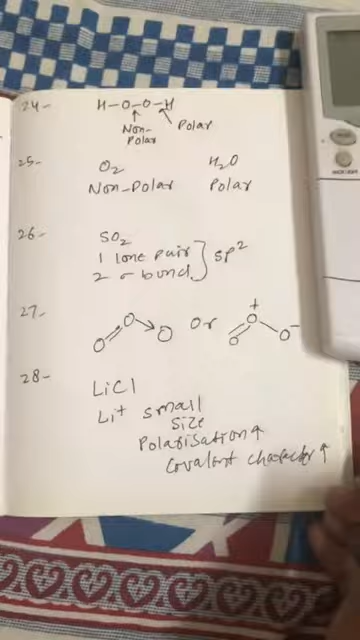 24- H-O-O-H
Non-Polar Polar
25- O2 H2O
Non-Polar Polar
26- SO2
1 lone pair
2 σ bond } SP2
27- O=O→O Or O=O+-O-
28- LiCl
Li+ small
size
Polarisation↑
Covalent character↑